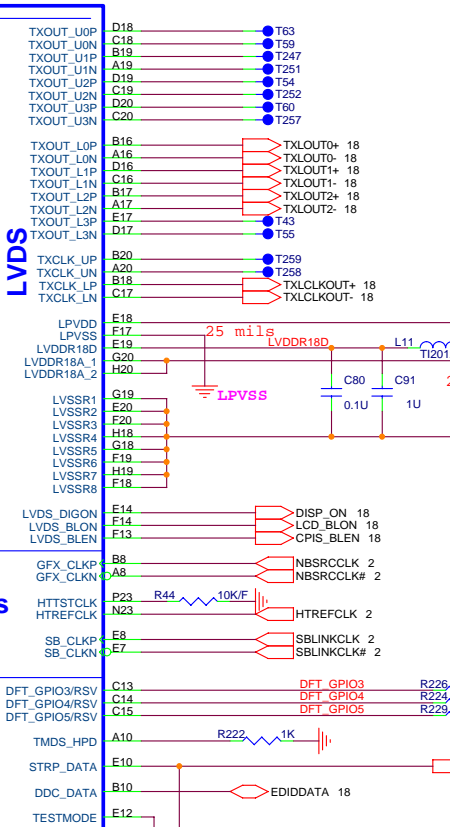 TXOUT_U0P D18 T63
TXOUT_U0N C18 T59
TXOUT_U1P B19 T247
TXOUT_U1N A19 T251
TXOUT_U2P D19 T54
TXOUT_U2N C19 T252
TXOUT_U3P D20 T60
TXOUT_U3N C20 T257
TXOUT_L0P B16 TXLOUT0+ 18
TXOUT_L0N A16 TXLOUT0- 18
TXOUT_L1P D16 TXLOUT1+ 18
TXOUT_L1N C16 TXLOUT1- 18
TXOUT_L2P B17 TXLOUT2+ 18
TXOUT_L2N A17 TXLOUT2- 18
TXOUT_L3P E17 T43
TXOUT_L3N D17 T55
LVDS
TXCLK_UP B20 T259
TXCLK_UN A20 T258
TXCLK_LP B18 TXLCLKOUT+ 18
TXCLK_LN C17 TXLCLKOUT- 18
LPVDD E18
LPVSS F17 25 mils
LVDDR18D E19 LVDDR18D L11
LVDDR18A_1 G20 TI201
LVDDR18A_2 H20
C80 C91
LPVSS 0.1U 1U
LVSSR1 G19
LVSSR2 E20
LVSSR3 F20
LVSSR4 H18
LVSSR5 G18
LVSSR6 F19
LVSSR7 H19
LVSSR8 F18
LVDS_DIGON E14 DISP_ON 18
LVDS_BLON F14 LCD_BLON 18
LVDS_BLEN F13 CPIS_BLEN 18
GFX_CLKP B8 NBSRCCLK 2
GFX_CLKN A8 NBSRCCLK# 2
HTTSTCLK P23 R44 10K/F
HTREFCLK N23 HTREFCLK 2
s
SB_CLKP E8 SBLINKCLK 2
SB_CLKN E7 SBLINKCLK# 2
DFT_GPIO3/RSV C13 DFT_GPIO3 R226
DFT_GPIO4/RSV C14 DFT_GPIO4 R224
DFT_GPIO5/RSV C15 DFT_GPIO5 R229
TMDS_HPD A10 R222 1K
STRP_DATA E10
DDC_DATA B10 EDIDDATA 18
TESTMODE E12